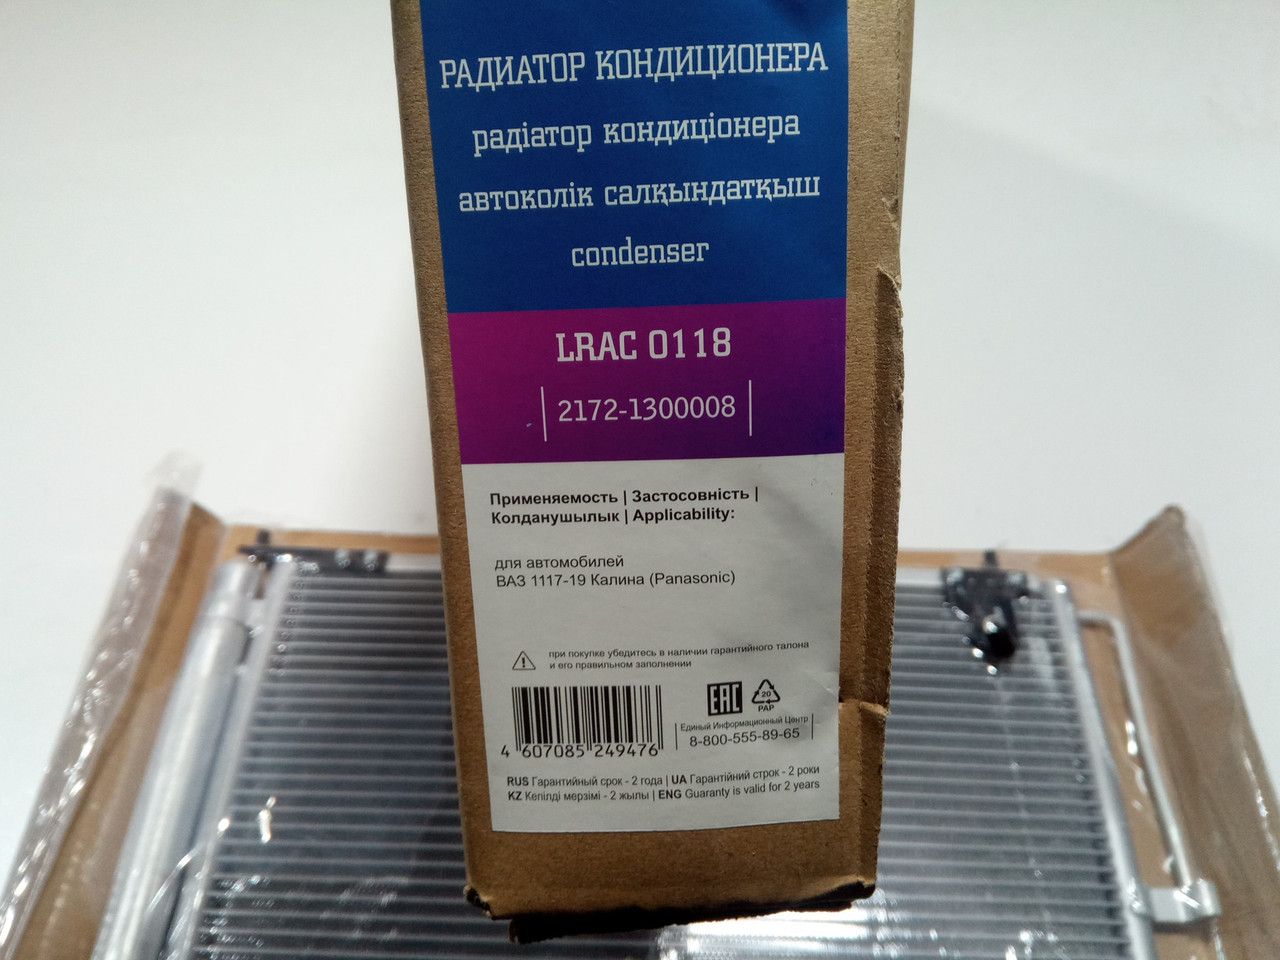 РАДИАТОР КОНДИЦИОНЕРА
радіатор кондиціонера
автоколік салқындатқыш
condenser
LRAC 0118
2172-1300008
Применяемость | Застосовність |
Колданушылык | Applicability:
для автомобилей
ВАЗ 1117-19 Калина (Panasonic)
при покупке убедитесь в наличии гарантийного талона
и его правильном заполнении
EAC
20
PAP
Единый Информационный Центр
8-800-555-89-65
4 607085 249476
RUS Гарантийный срок - 2 года | UA Гарантійний строк - 2 роки
KZ Кепілді мерзімі - 2 жылы | ENG Guaranty is valid for 2 years